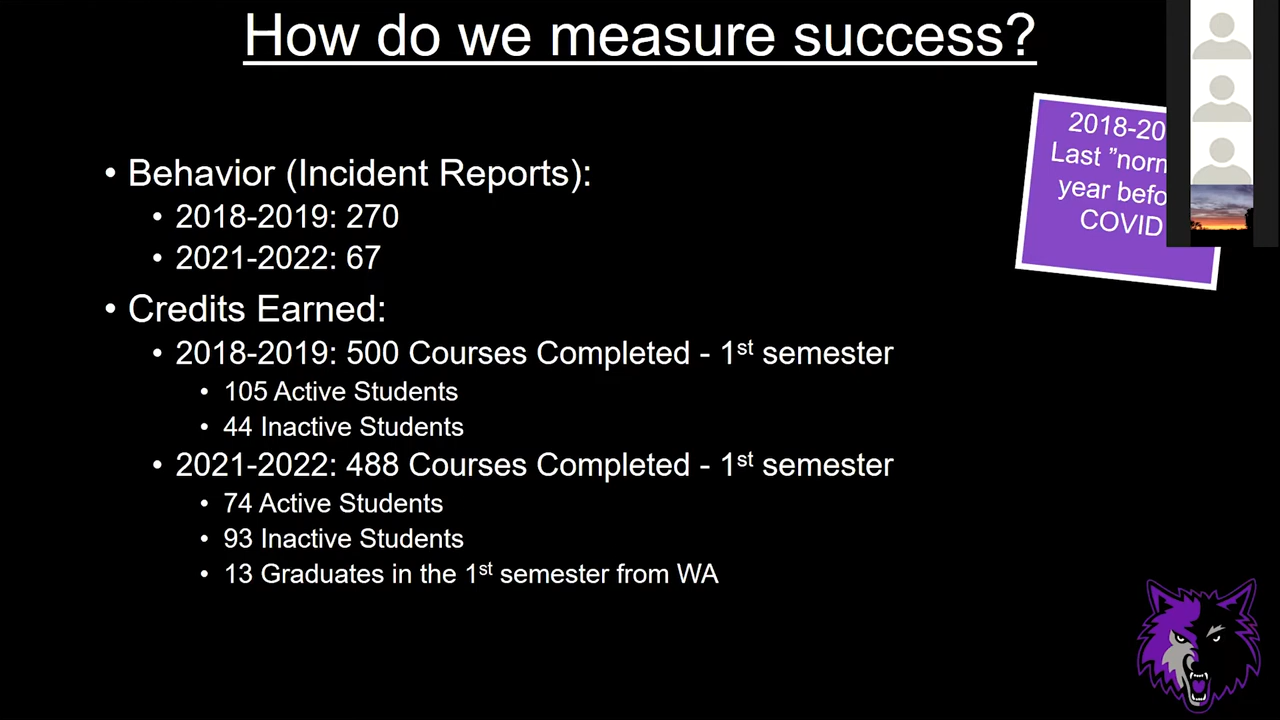 How do we measure success?
• Behavior (Incident Reports):
• 2018-2019: 270
• 2021-2022: 67
• Credits Earned:
• 2018-2019: 500 Courses Completed - 1st semester
• 105 Active Students
• 44 Inactive Students
• 2021-2022: 488 Courses Completed - 1st semester
• 74 Active Students
• 93 Inactive Students
• 13 Graduates in the 1st semester from WA
Last
year
COVID